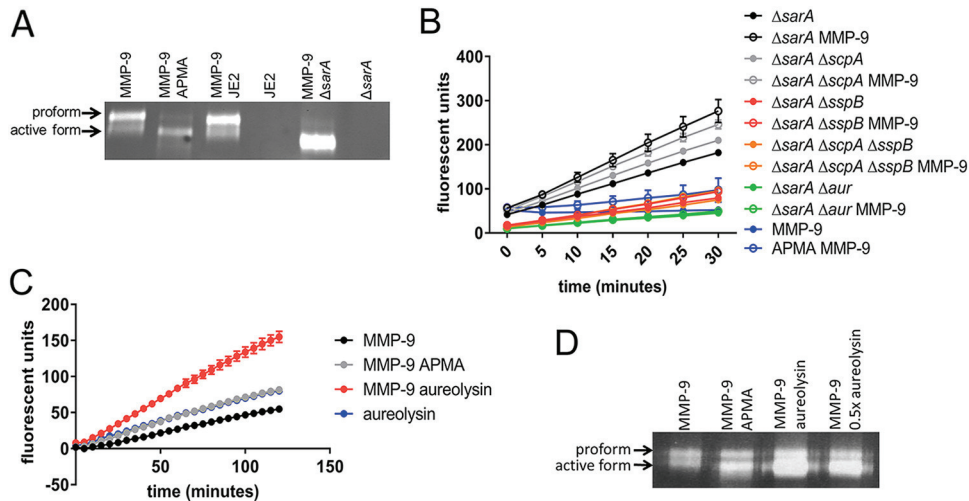 A
MMP-9
MMP-9
APMA
MMP-9
JE2
JE2
MMP-9
ΔsarA
ΔsarA
proform
active form
B
fluorescent units
400
300
200
100
0
0
5
10
15
20
25
30
time (minutes)
ΔsarA
ΔsarA MMP-9
ΔsarA ΔscpA
ΔsarA ΔscpA MMP-9
ΔsarA ΔsspB
ΔsarA ΔsspB MMP-9
ΔsarA ΔscpA ΔsspB
ΔsarA ΔscpA ΔsspB MMP-9
ΔsarA Δaur
ΔsarA Δaur MMP-9
MMP-9
APMA MMP-9
C
fluorescent units
200
150
100
50
0
-50
50
100
150
time (minutes)
MMP-9
MMP-9 APMA
MMP-9 aureolysin
aureolysin
D
MMP-9
MMP-9
APMA
MMP-9
aureolysin
MMP-9
0.5x aureolysin
proform
active form